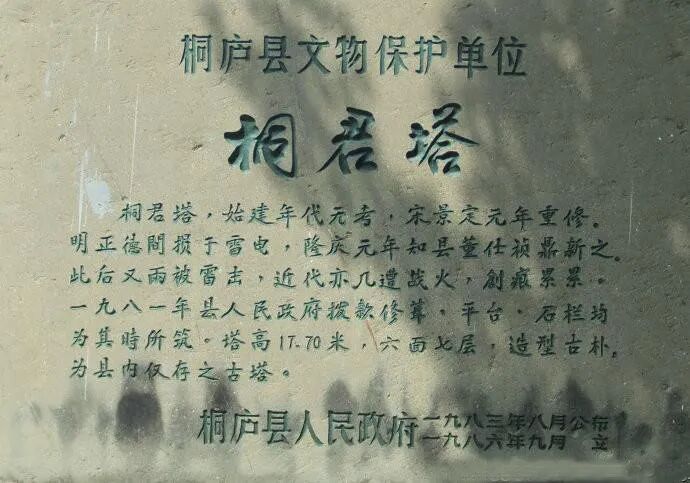 桐庐县文物保护单位
桐君塔
桐君塔，始建年代无考，宋景定元年重修。
明正德間损于雷电，隆庆元年知县董仕祯鼎新之。
此后又两被雷击，近代亦几遭战火，創痕累累。
一九八一年县人民政府拨款修葺，平台·石栏均
为其時所筑。塔高17.70米，六面七层，造型古朴。
为县内仅存之古塔。
桐庐县人民政府 一九八三年八月公布
一九八六年九月 立